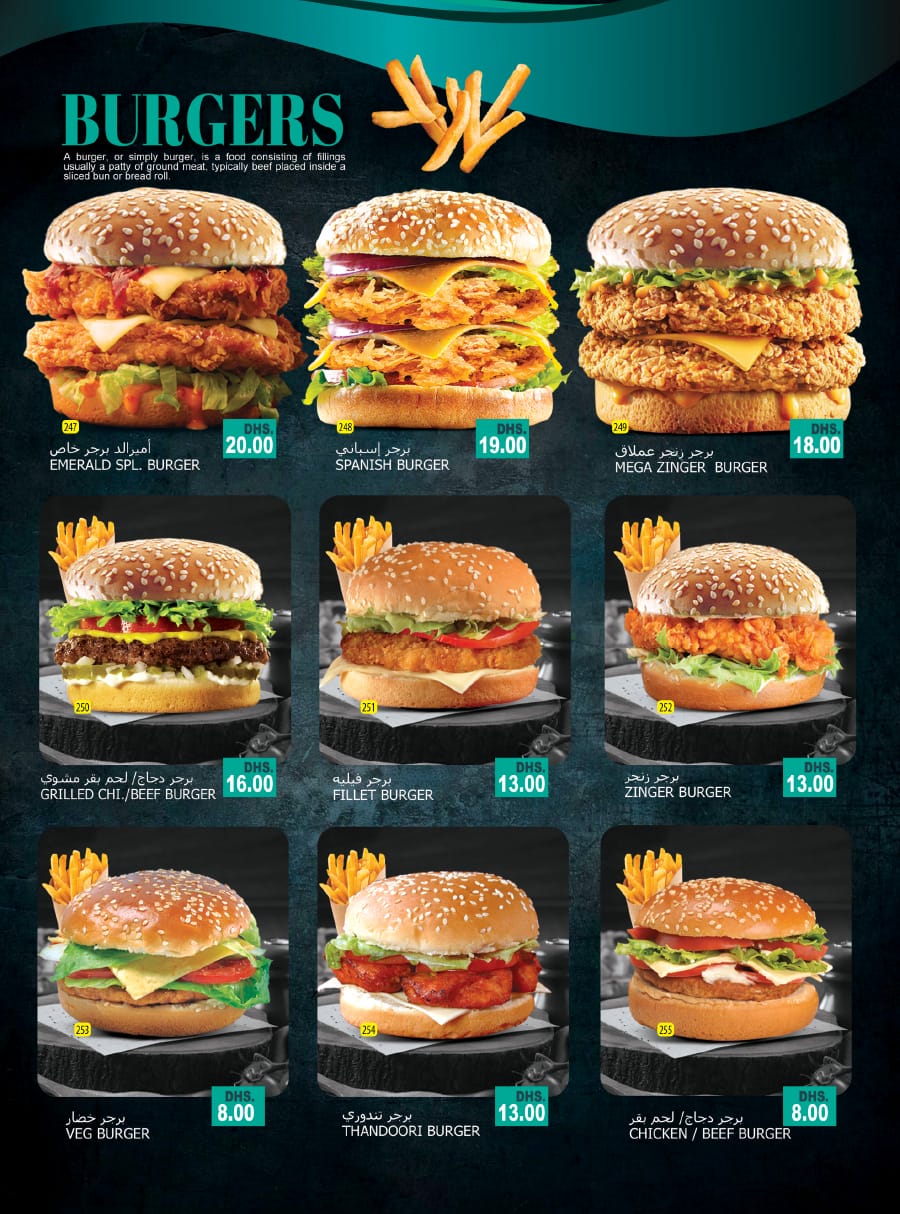 BURGERS
A burger, or simply burger, is a food consisting of fillings
usually a patty of ground meat, typically beef placed inside a
sliced bun or bread roll.
247
أميرالد برجر خاص
EMERALD SPL. BURGER
DHS.
20.00
248
برجر إسباني
SPANISH BURGER
DHS.
19.00
249
برجر زنجر عملاق
MEGA ZINGER BURGER
DHS.
18.00
250
برجر دجاج/ لحم بقر مشوي
GRILLED CHI./BEEF BURGER
DHS.
16.00
251
برجر فيليه
FILLET BURGER
DHS.
13.00
252
برجر زنجر
ZINGER BURGER
DHS.
13.00
253
برجر خضار
VEG BURGER
DHS.
8.00
254
برجر تندوري
THANDOORI BURGER
DHS.
13.00
255
برجر دجاج/ لحم بقر
CHICKEN / BEEF BURGER
DHS.
8.00